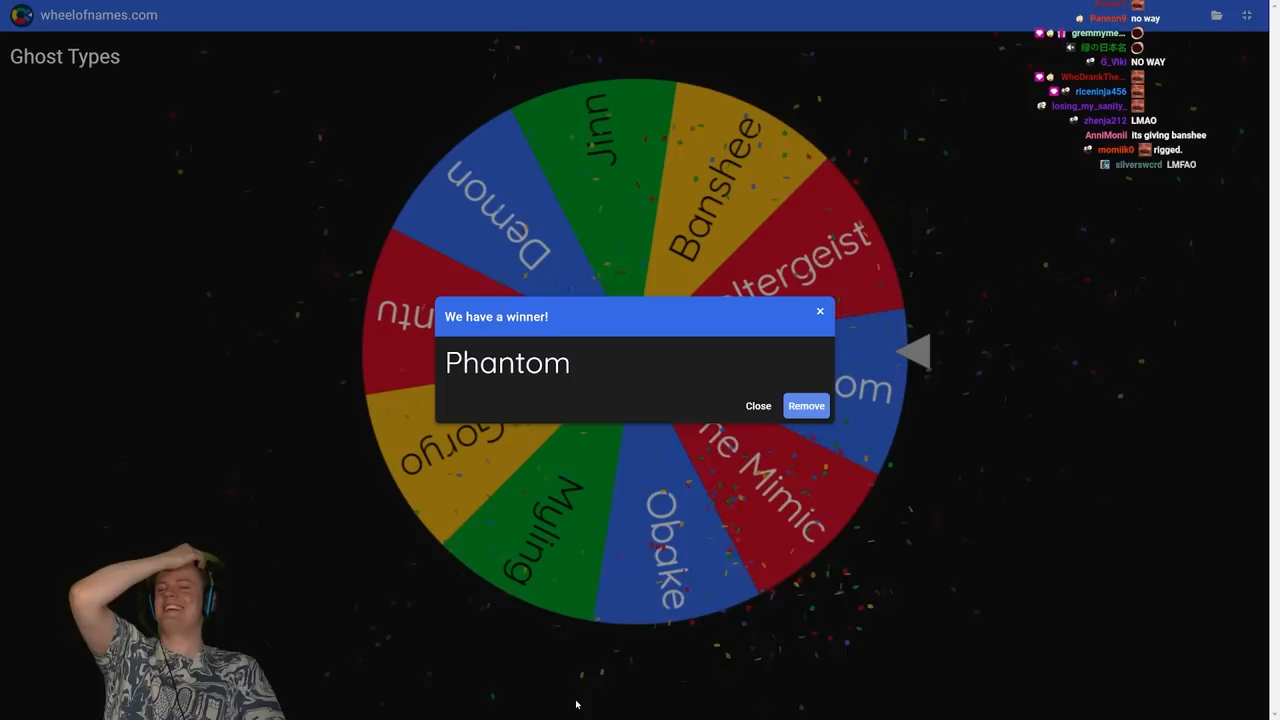 wheelofnames.com
Ghost Types
Pannon9 no way
gremmyme...
緑の日本名
G_Viki NO WAY
WhoDrankThe...
riceninja456
losing_my_sanity_
zhenja212 LMAO
AnniMonii its giving banshee
momiik0 rigged.
silverswcrd LMFAO
Jinn
Banshee
Demon
ltergeist
ntu
We have a winner!
×
Phantom
Close
Remove
om
Goryo
he Mimic
Myling
Obake